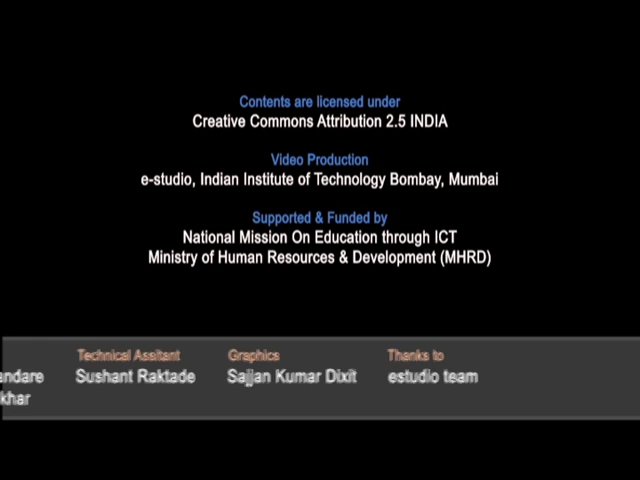 Contents are licensed under
Creative Commons Attribution 2.5 INDIA
Video Production
e-studio, Indian Institute of Technology Bombay, Mumbai
Supported & Funded by
National Mission On Education through ICT
Ministry of Human Resources & Development (MHRD)
Technical Assitant
Sushant Raktade
Graphics
Sajjan Kumar Dixit
Thanks to
estudio team
andare
khar